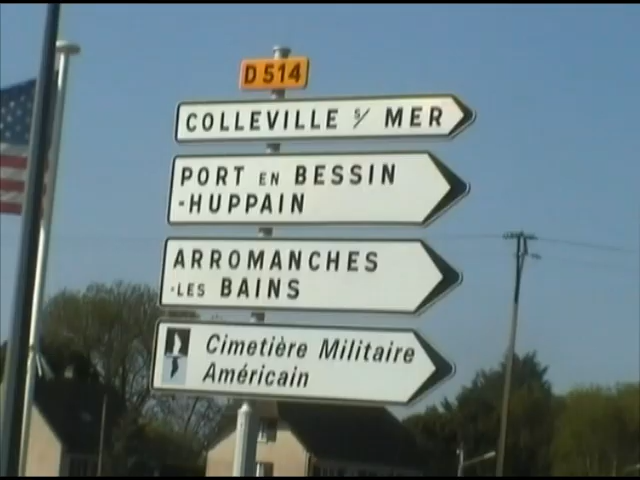 D 514
COLLEVILLE S/ MER
PORT EN BESSIN
-HUPPAIN
ARROMANCHES
-LES BAINS
Cimetière Militaire
Américain